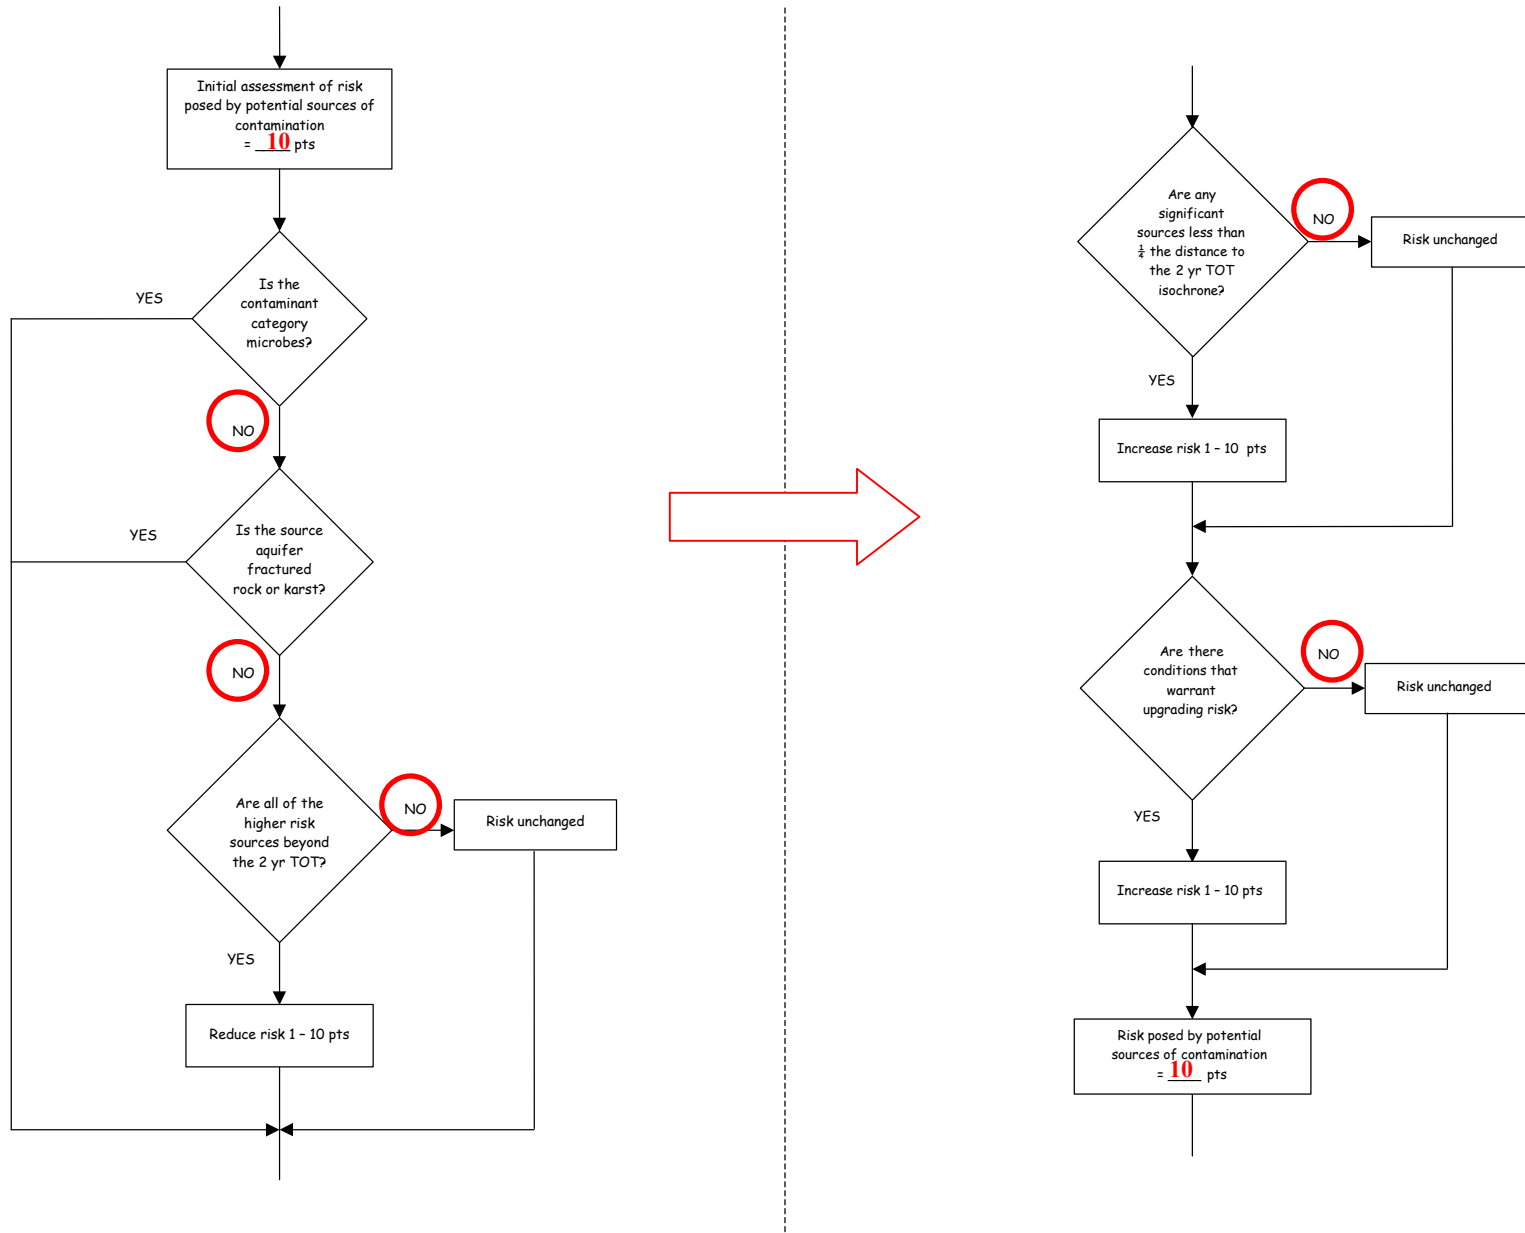 Initial assessment of risk
posed by potential sources of
contamination
= 10 pts
Is the
contaminant
category
microbes?
YES
NO
Is the source
aquifer
fractured
rock or karst?
YES
NO
Are all of the
higher risk
sources beyond
the 2 yr TOT?
NO
Risk unchanged
YES
Reduce risk 1 – 10 pts
Are any
significant
sources less than
¼ the distance to
the 2 yr TOT
isochrone?
NO
Risk unchanged
YES
Increase risk 1 – 10 pts
Are there
conditions that
warrant
upgrading risk?
NO
Risk unchanged
YES
Increase risk 1 – 10 pts
Risk posed by potential
sources of contamination
= 10 pts